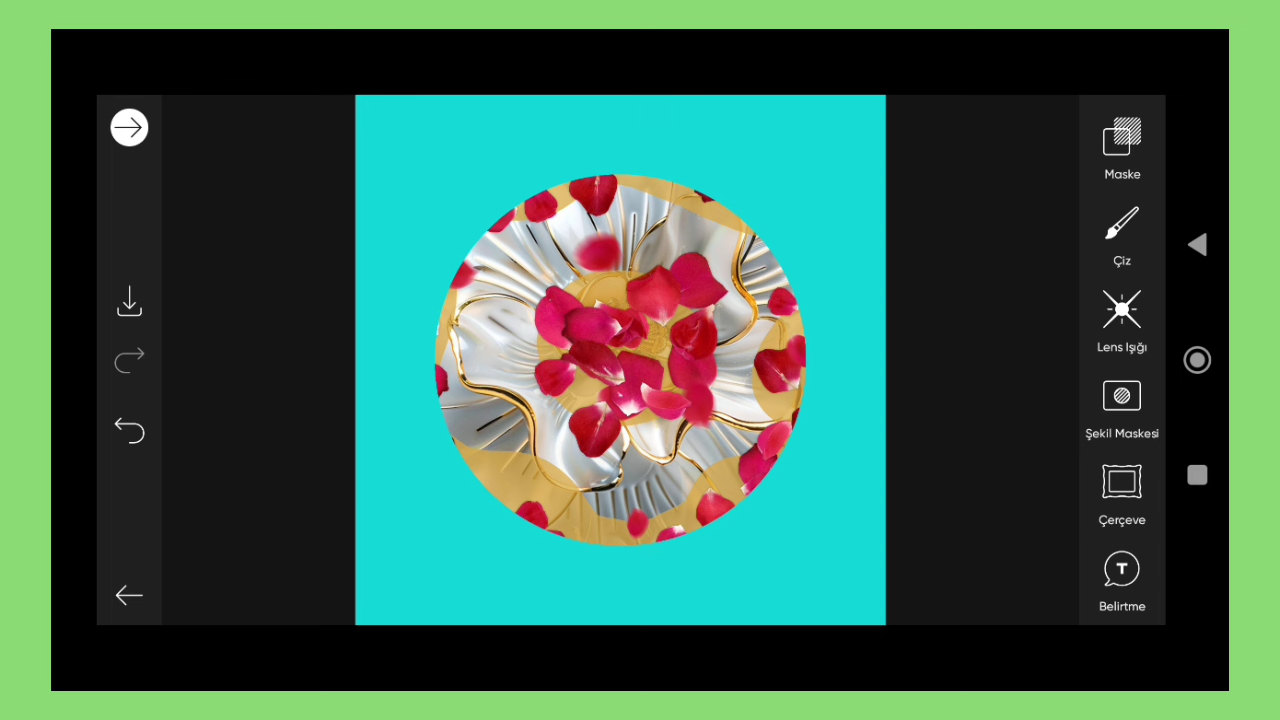 Maske
Çiz
Lens Işığı
Şekil Maskesi
Çerçeve
T
Belirtme